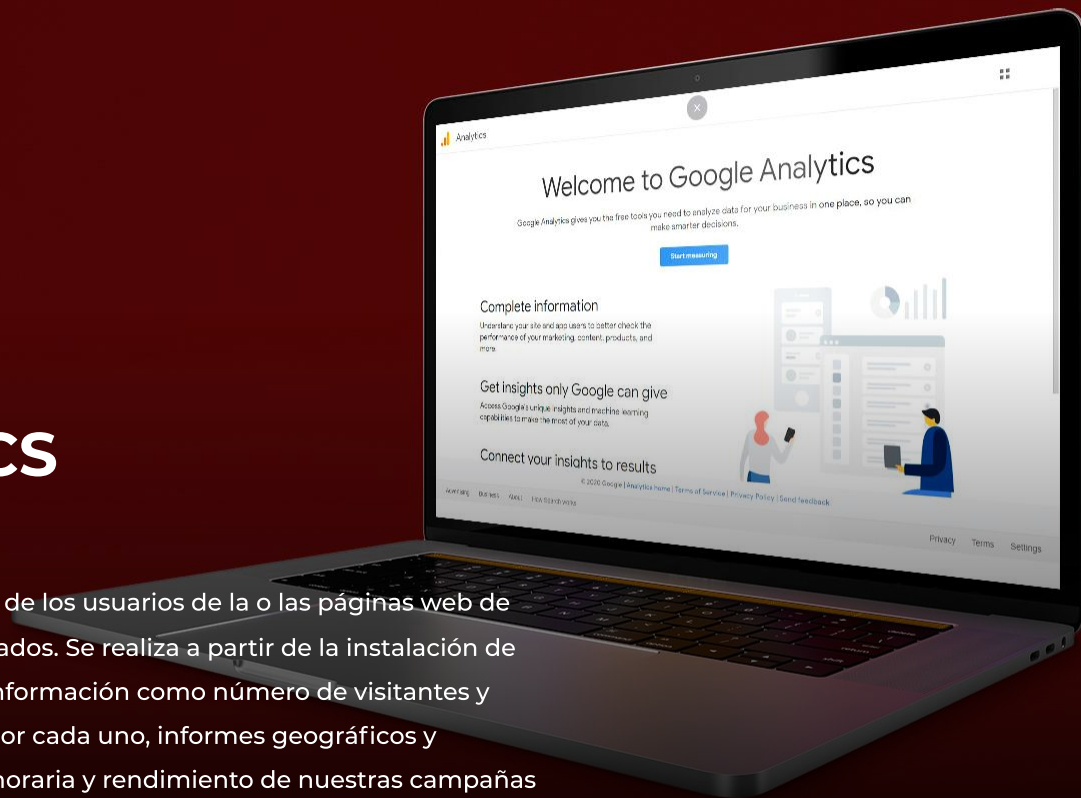 Analytics
Welcome to Google Analytics
Google Analytics gives you the free tools you need to analyze data for your business in one place, so you can
make smarter decisions.
Start measuring
Complete information
Understand your site and app users to better check the
performance of your marketing, content, products, and
more.
Get insights only Google can give
Access Google's unique insights and machine learning
capabilities to make the most of your data.
Connect your insights to results
© 2020 Google | Analytics home | Terms of Service | Privacy Policy | Send feedback
Advertising Business About How Search works
Privacy Terms Settings
cs
de los usuarios de la o las páginas web de
ados. Se realiza a partir de la instalación de
nformación como número de visitantes y
or cada uno, informes geográficos y
horaria y rendimiento de nuestras campañas